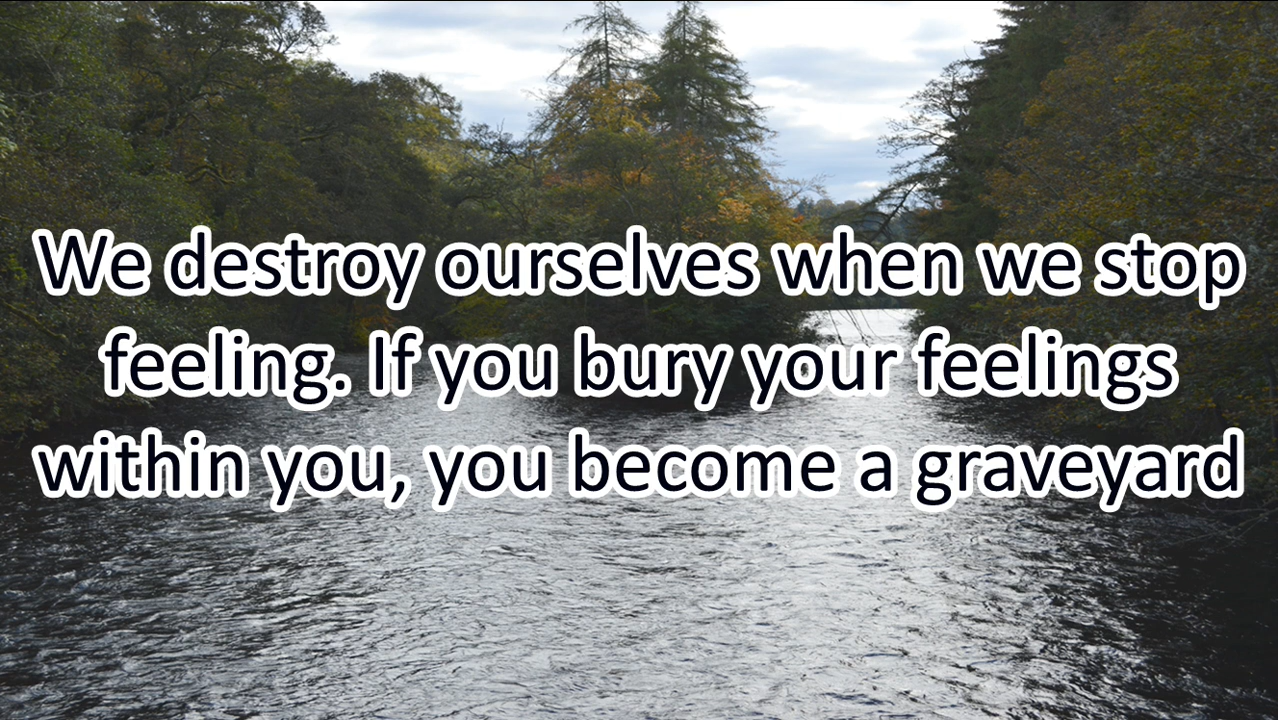 We destroy ourselves when we stop
feeling. If you bury your feelings
within you, you become a graveyard